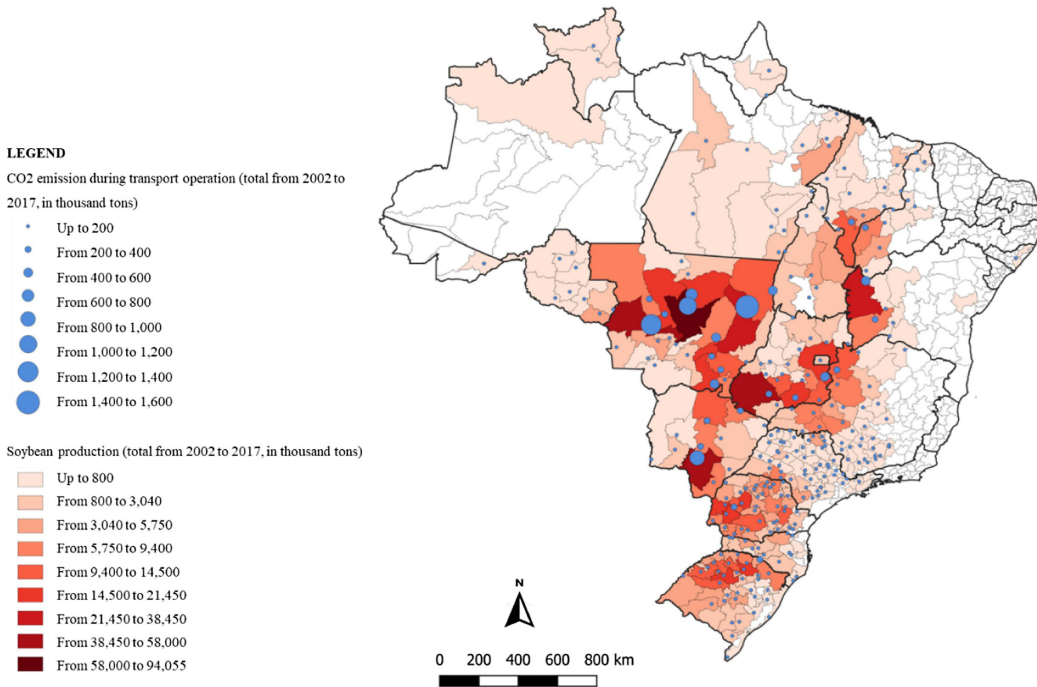 LEGEND
CO2 emission during transport operation (total from 2002 to
2017, in thousand tons)
Up to 200
From 200 to 400
From 400 to 600
From 600 to 800
From 800 to 1,000
From 1,000 to 1,200
From 1,200 to 1,400
From 1,400 to 1,600
Soybean production (total from 2002 to 2017, in thousand tons)
Up to 800
From 800 to 3,040
From 3,040 to 5,750
From 5,750 to 9,400
From 9,400 to 14,500
From 14,500 to 21,450
From 21,450 to 38,450
From 38,450 to 58,000
From 58,000 to 94,055
N
0 200 400 600 800 km